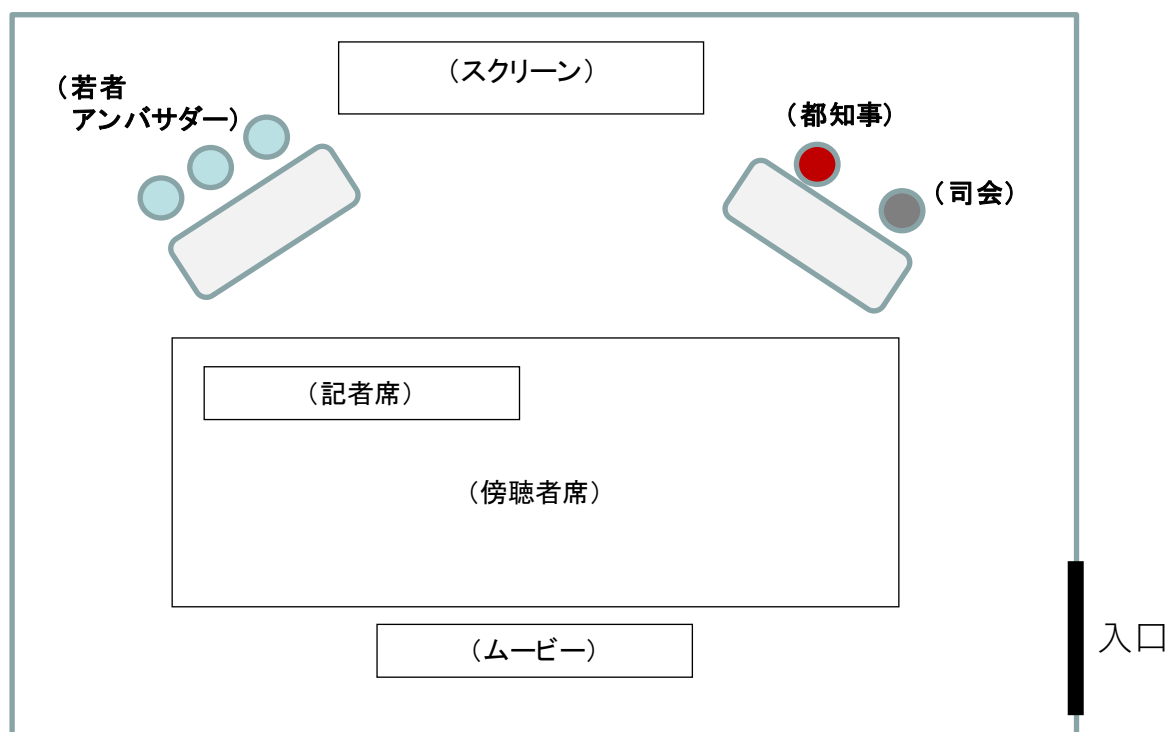 （スクリーン）
（若者
アンバサダー）
（都知事）
（司会）
（記者席）
（傍聴者席）
（ムービー）
入口